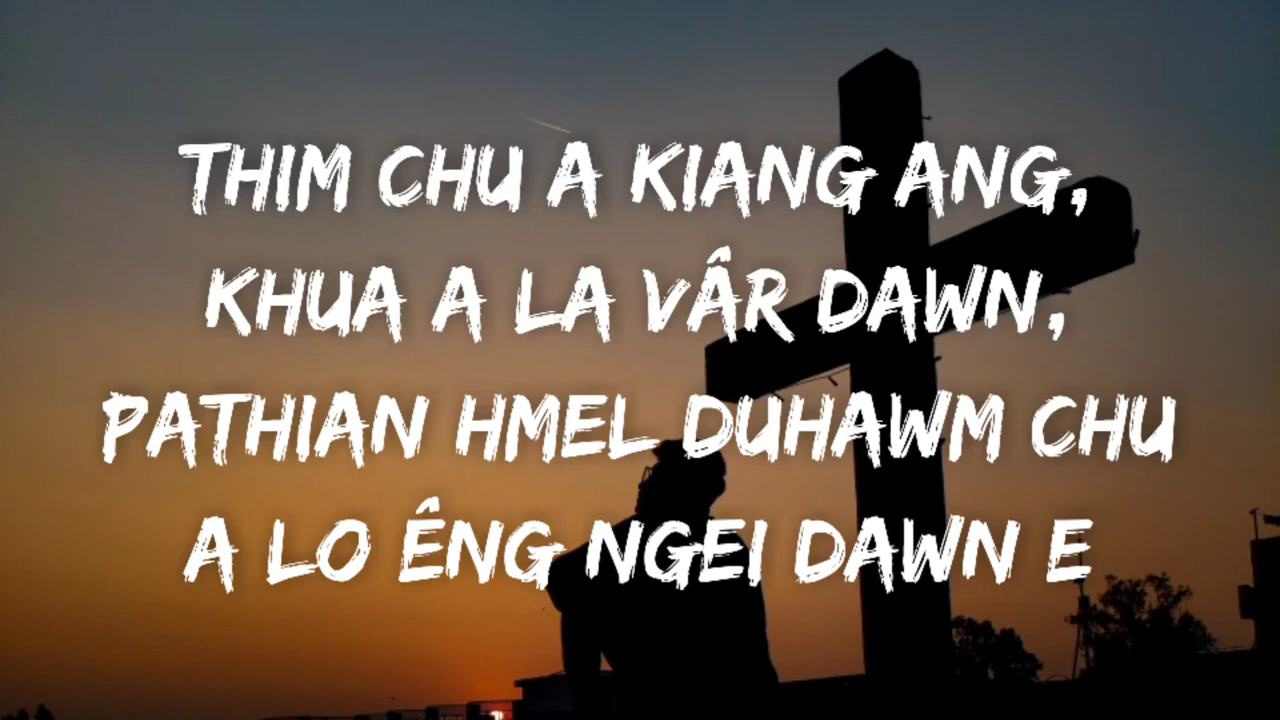 THIM CHU A KIANG ANG,
KHUA A LA VÂR DAWN,
PATHIAN HMEL DUHAWM CHU
A LO ÊNG NGEI DAWN E